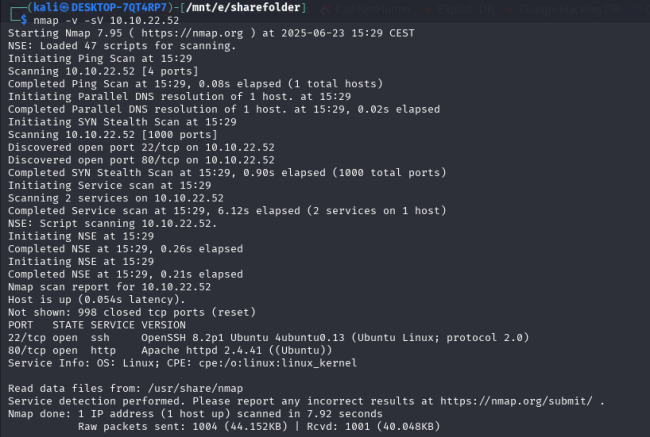 ┌──(kali㉿DESKTOP-7QT4RP7)-[/mnt/e/sharefolder]
└─$ nmap -v -sV 10.10.22.52
Starting Nmap 7.95 ( https://nmap.org ) at 2025-06-23 15:29 CEST
NSE: Loaded 47 scripts for scanning.
Initiating Ping Scan at 15:29
Scanning 10.10.22.52 [4 ports]
Completed Ping Scan at 15:29, 0.08s elapsed (1 total hosts)
Initiating Parallel DNS resolution of 1 host. at 15:29
Completed Parallel DNS resolution of 1 host. at 15:29, 0.02s elapsed
Initiating SYN Stealth Scan at 15:29
Scanning 10.10.22.52 [1000 ports]
Discovered open port 22/tcp on 10.10.22.52
Discovered open port 80/tcp on 10.10.22.52
Completed SYN Stealth Scan at 15:29, 0.90s elapsed (1000 total ports)
Initiating Service scan at 15:29
Scanning 2 services on 10.10.22.52
Completed Service scan at 15:29, 6.12s elapsed (2 services on 1 host)
NSE: Script scanning 10.10.22.52.
Initiating NSE at 15:29
Completed NSE at 15:29, 0.26s elapsed
Initiating NSE at 15:29
Completed NSE at 15:29, 0.21s elapsed
Nmap scan report for 10.10.22.52
Host is up (0.054s latency).
Not shown: 998 closed tcp ports (reset)
PORT   STATE SERVICE VERSION
22/tcp open  ssh     OpenSSH 8.2p1 Ubuntu 4ubuntu0.13 (Ubuntu Linux; protocol 2.0)
80/tcp open  http    Apache httpd 2.4.41 ((Ubuntu))
Service Info: OS: Linux; CPE: cpe:/o:linux:linux_kernel

Read data files from: /usr/share/nmap
Service detection performed. Please report any incorrect results at https://nmap.org/submit/ .
Nmap done: 1 IP address (1 host up) scanned in 7.92 seconds
           Raw packets sent: 1004 (44.152KB) | Rcvd: 1001 (40.048KB)